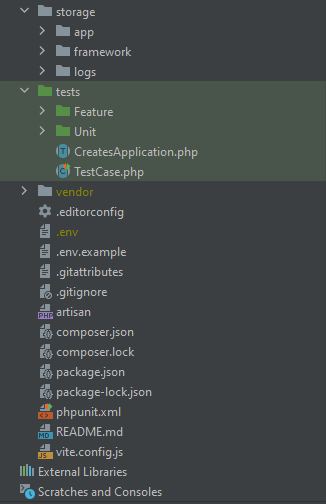 storage
app
framework
logs
tests
Feature
Unit
CreatesApplication.php
TestCase.php
vendor
.editorconfig
.env
.env.example
.gitattributes
.gitignore
artisan
composer.json
composer.lock
package.json
package-lock.json
phpunit.xml
README.md
vite.config.js
External Libraries
Scratches and Consoles